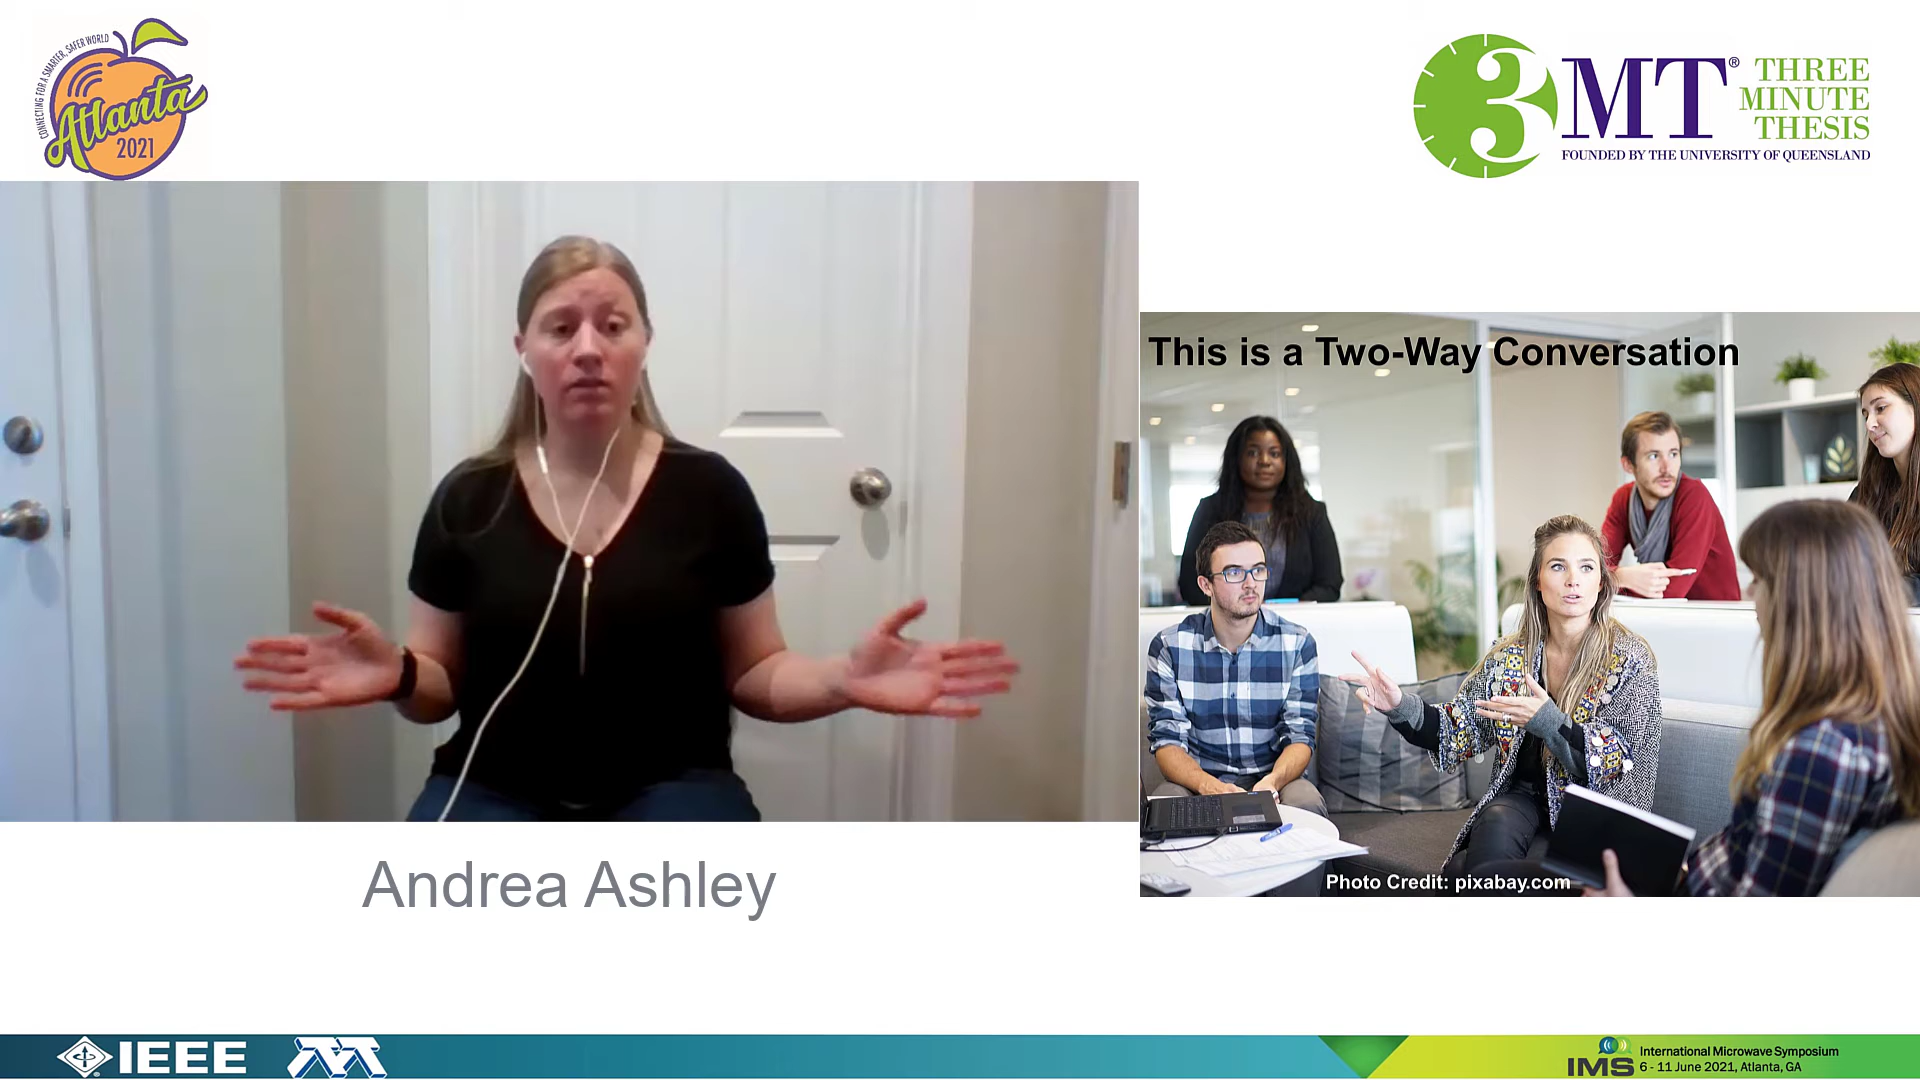 CONNECTING FOR A SMARTER, SAFER WORLD
Atlanta
2021
3MT® THREE
MINUTE
THESIS
FOUNDED BY THE UNIVERSITY OF QUEENSLAND
This is a Two-Way Conversation
Photo Credit: pixabay.com
Andrea Ashley
IEEE
IMS
International Microwave Symposium
6 - 11 June 2021, Atlanta, GA